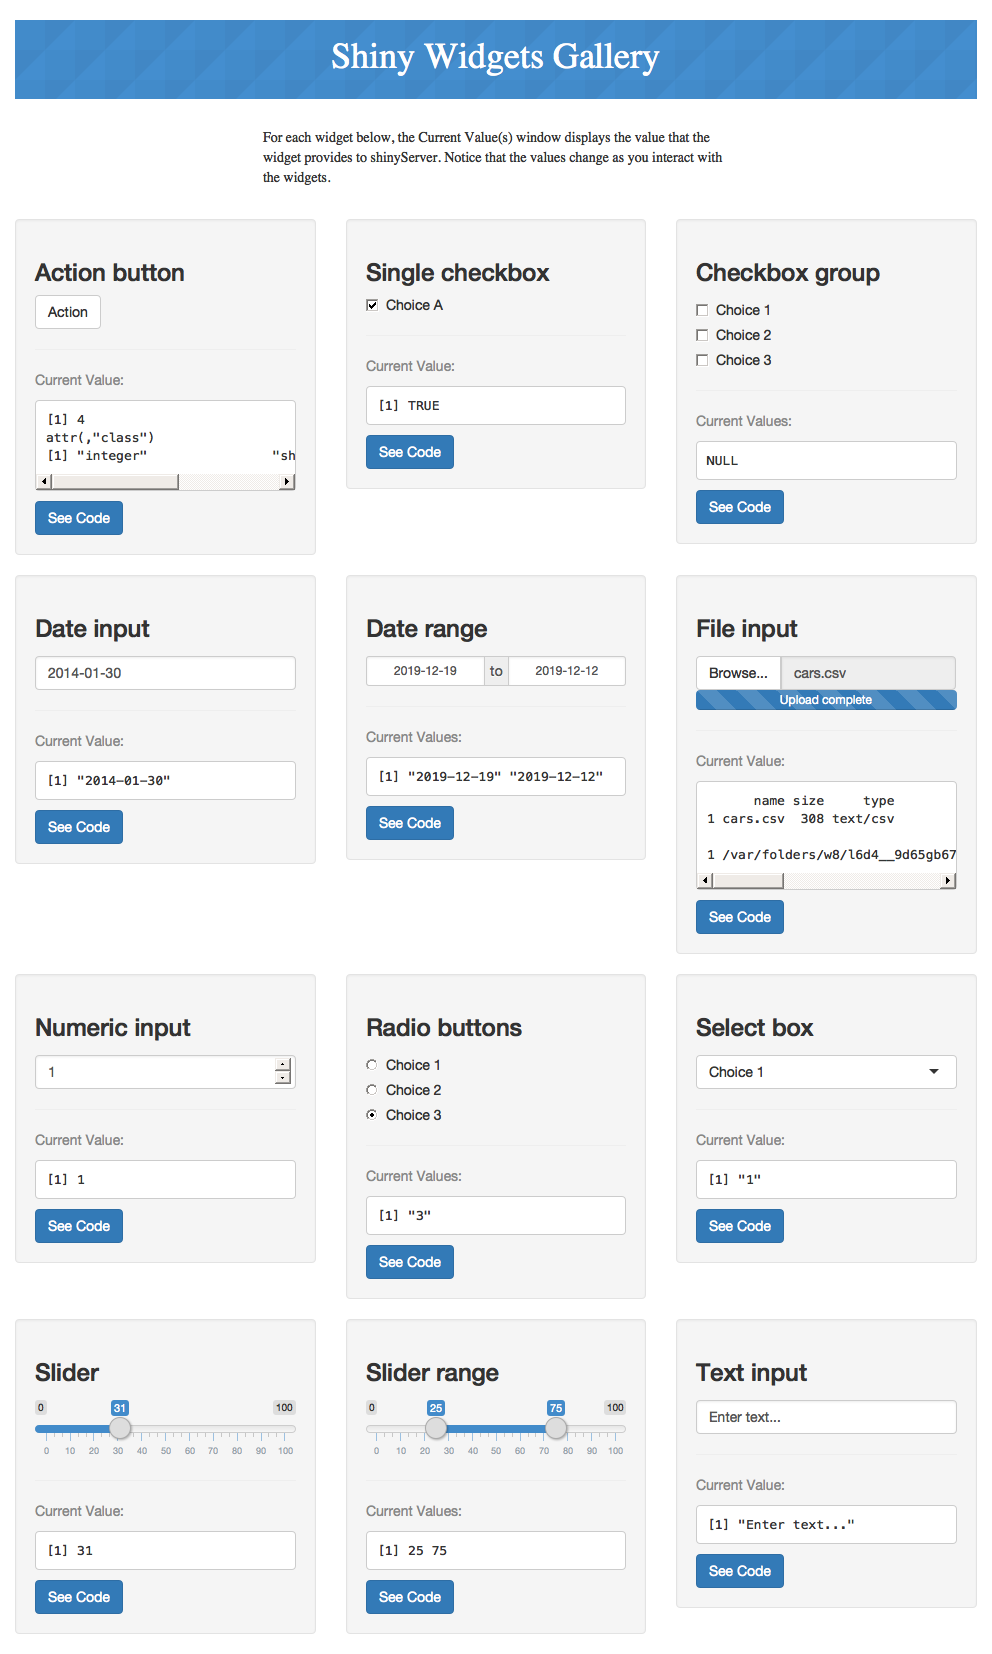 Shiny Widgets Gallery
For each widget below, the Current Value(s) window displays the value that the
widget provides to shinyServer. Notice that the values change as you interact with
the widgets.
Action button
Action
Current Value:
[1] 4
attr(,"class")
[1] "integer" "sh
See Code
Single checkbox
Choice A
Current Value:
[1] TRUE
See Code
Checkbox group
Choice 1
Choice 2
Choice 3
Current Values:
NULL
See Code
Date input
2014-01-30
Current Value:
[1] "2014-01-30"
See Code
Date range
2019-12-19 to 2019-12-12
Current Values:
[1] "2019-12-19" "2019-12-12"
See Code
File input
Browse... cars.csv
Upload complete
Current Value:
name size type
1 cars.csv 308 text/csv
1 /var/folders/w8/l6d4__9d65gb67
See Code
Numeric input
1
Current Value:
[1] 1
See Code
Radio buttons
Choice 1
Choice 2
Choice 3
Current Values:
[1] "3"
See Code
Select box
Choice 1
Current Value:
[1] "1"
See Code
Slider
0 31 100
0 10 20 30 40 50 60 70 80 90 100
Current Value:
[1] 31
See Code
Slider range
0 25 75 100
0 10 20 30 40 50 60 70 80 90 100
Current Values:
[1] 25 75
See Code
Text input
Enter text...
Current Value:
[1] "Enter text..."
See Code